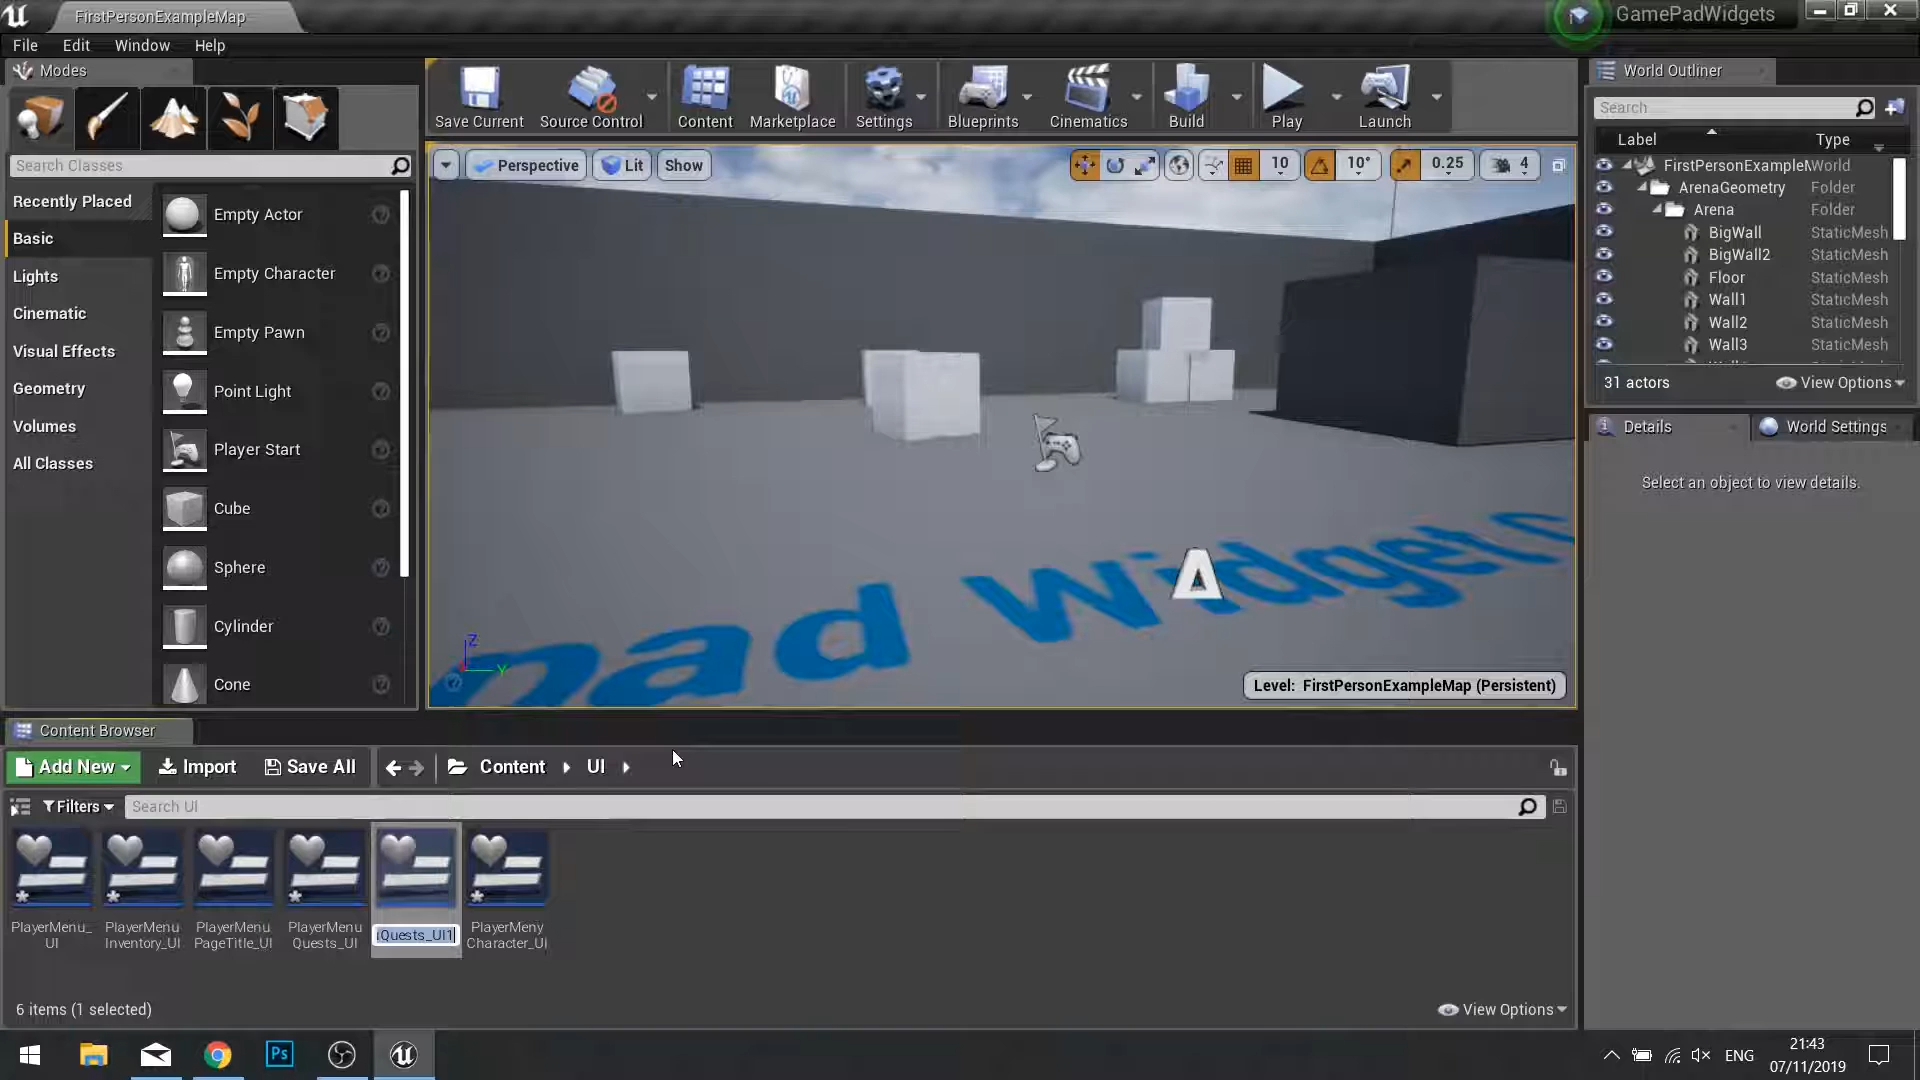 FirstPersonExampleMap
GamePadWidgets
File Edit Window Help
Modes
Search Classes
Recently Placed
Basic
Lights
Cinematic
Visual Effects
Geometry
Volumes
All Classes
Empty Actor
Empty Character
Empty Pawn
Point Light
Player Start
Cube
Sphere
Cylinder
Cone
Save Current Source Control Content Marketplace Settings Blueprints Cinematics Build Play Launch
Perspective Lit Show
10 10° 0.25 4
pad Widget
Z
Y
Level: FirstPersonExampleMap (Persistent)
World Outliner
Search...
Label Type
FirstPersonExampleM World
ArenaGeometry Folder
Arena Folder
BigWall StaticMesh
BigWall2 StaticMesh
Floor StaticMesh
Wall1 StaticMesh
Wall2 StaticMesh
Wall3 StaticMesh
31 actors View Options
Details World Settings
Select an object to view details.
Content Browser
Add New Import Save All Content UI
Filters Search UI
PlayerMenu_
UI
PlayerMenu
Inventory_UI
PlayerMenu
PageTitle_UI
PlayerMenu
Quests_UI
Quests_UI1
PlayerMeny
Character_UI
6 items (1 selected) View Options
Ps
ENG
21:43
07/11/2019